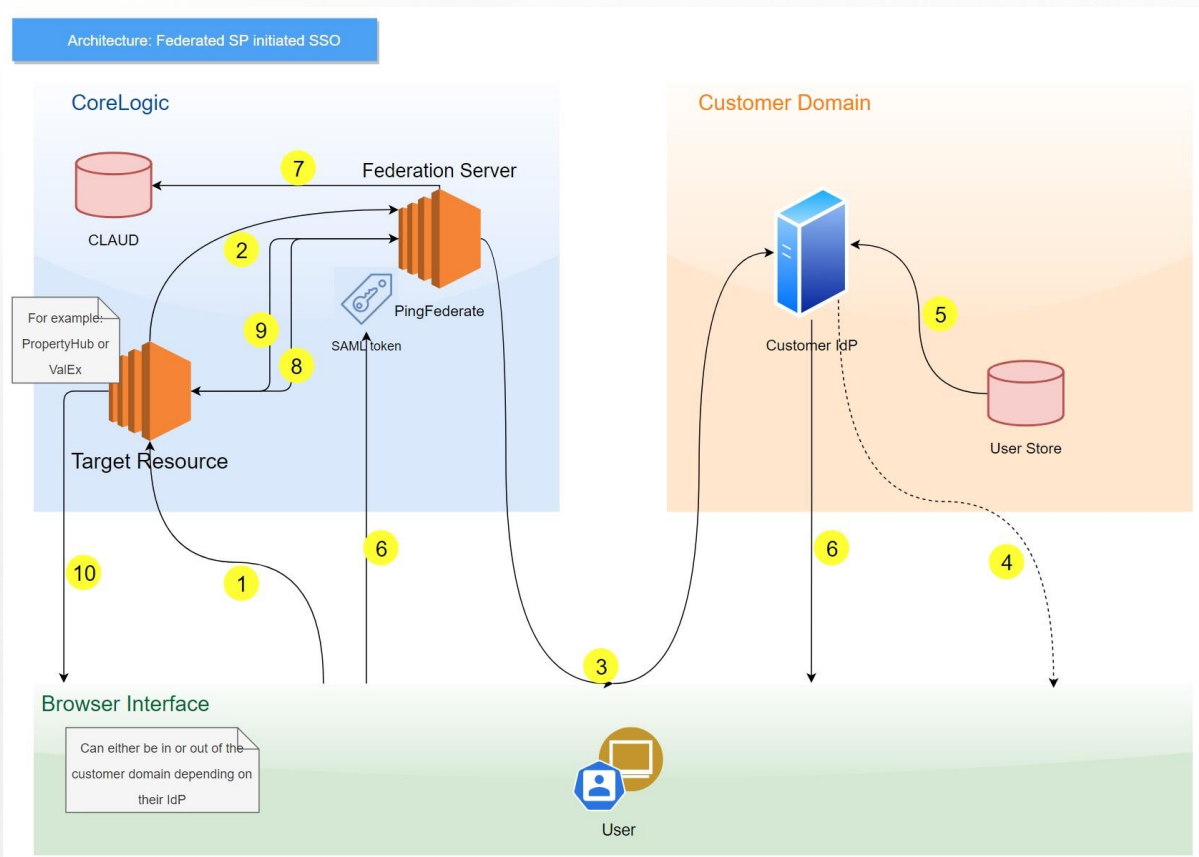 Architecture: Federated SP initiated SSO
CoreLogic
Customer Domain
7
Federation Server
CLAUD
2
PingFederate
SAML token
9
8
For example:
PropertyHub or
ValEx
Target Resource
Customer IdP
5
User Store
10
1
6
6
4
3
Browser Interface
Can either be in or out of the
customer domain depending on
their IdP
User